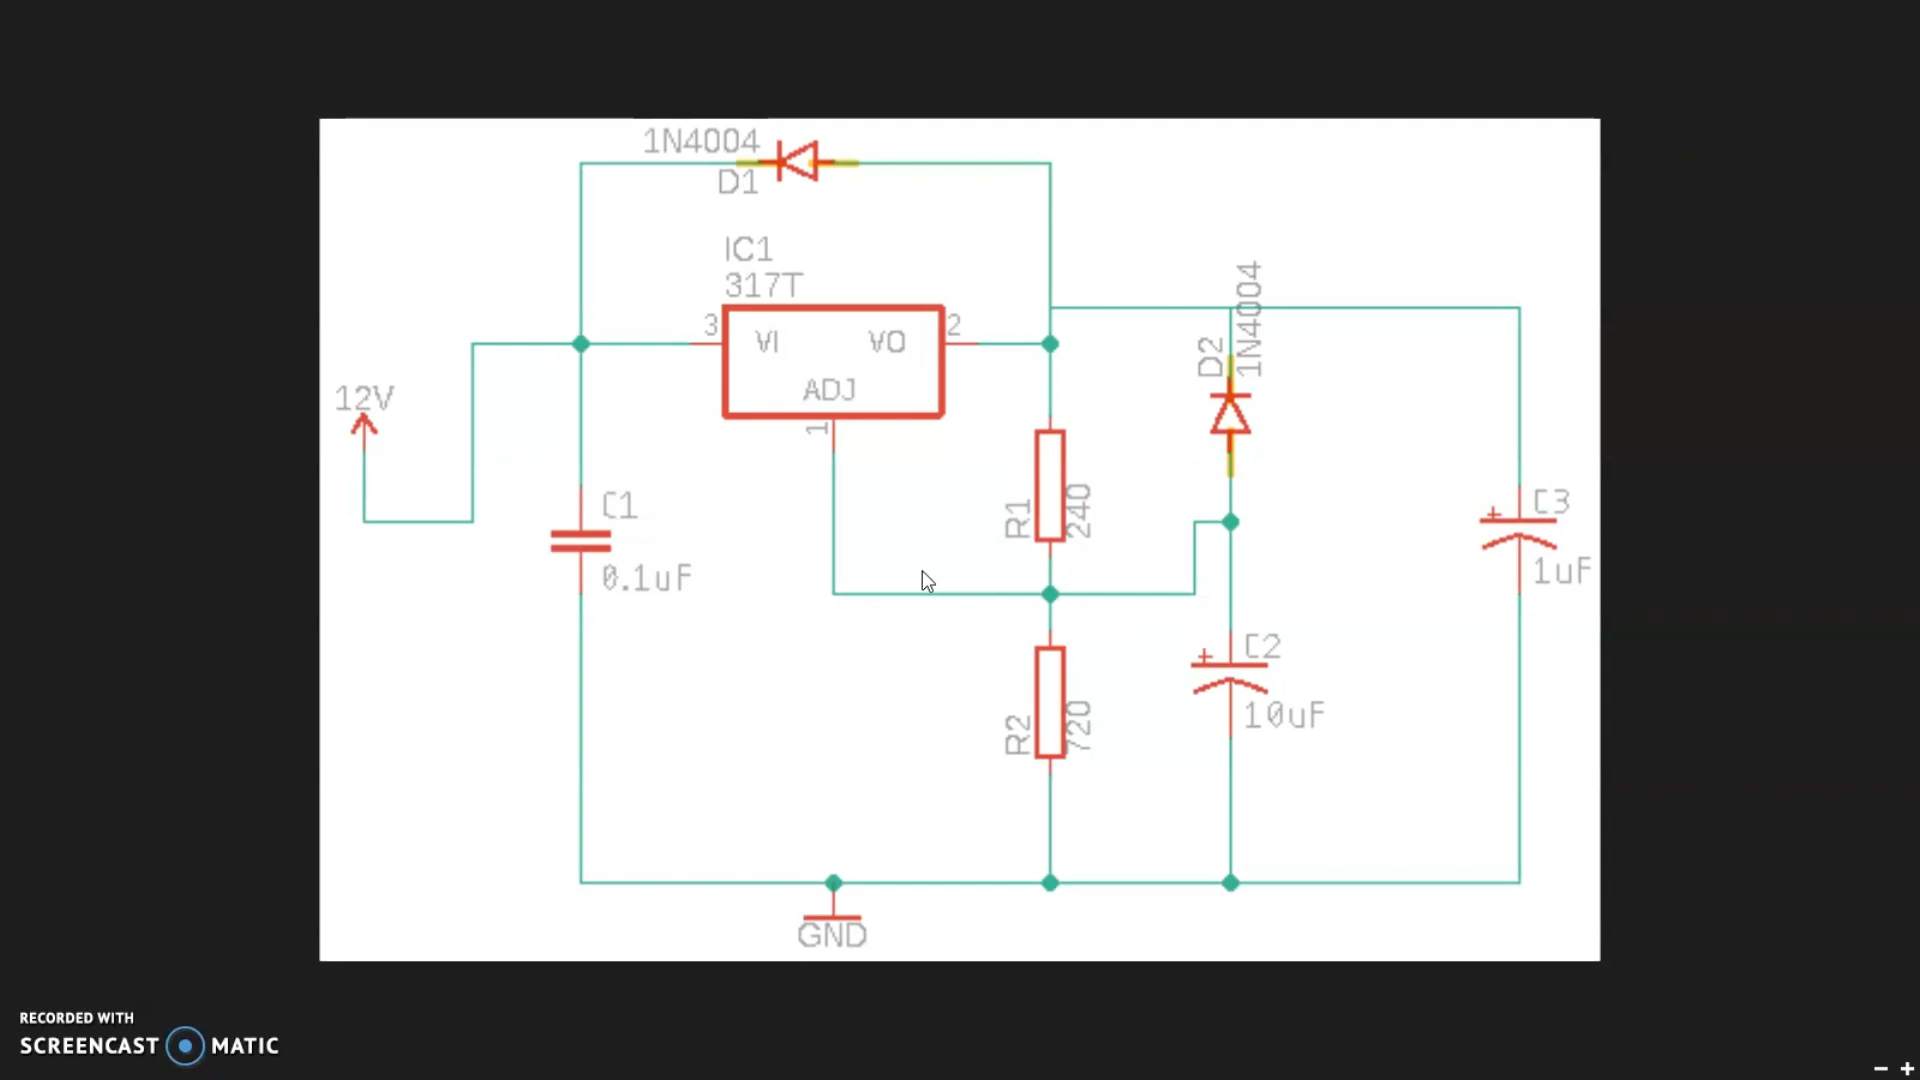 1N4004
D1
IC1
317T
3
VI
VO
2
ADJ
1
12V
D2
1N4004
C1
0.1uF
R1
240
C3
+
1uF
R2
720
C2
+
10uF
GND
RECORDED WITH
SCREENCAST MATIC